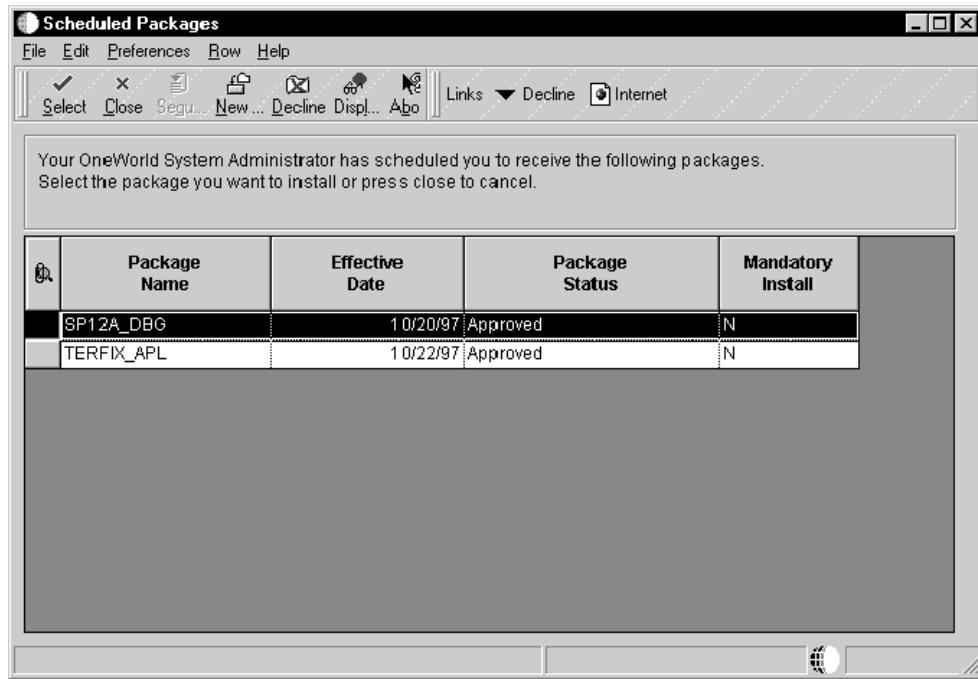 Scheduled Packages
File Edit Preferences Row Help
Select Close Segu... New ... Decline Displ... Abo Links Decline Internet
Your OneWorld System Administrator has scheduled you to receive the following packages.
Select the package you want to install or press close to cancel.
Package Name Effective Date Package Status Mandatory Install
SP12A_DBG 10/20/97 Approved N
TERFIX_APL 10/22/97 Approved N